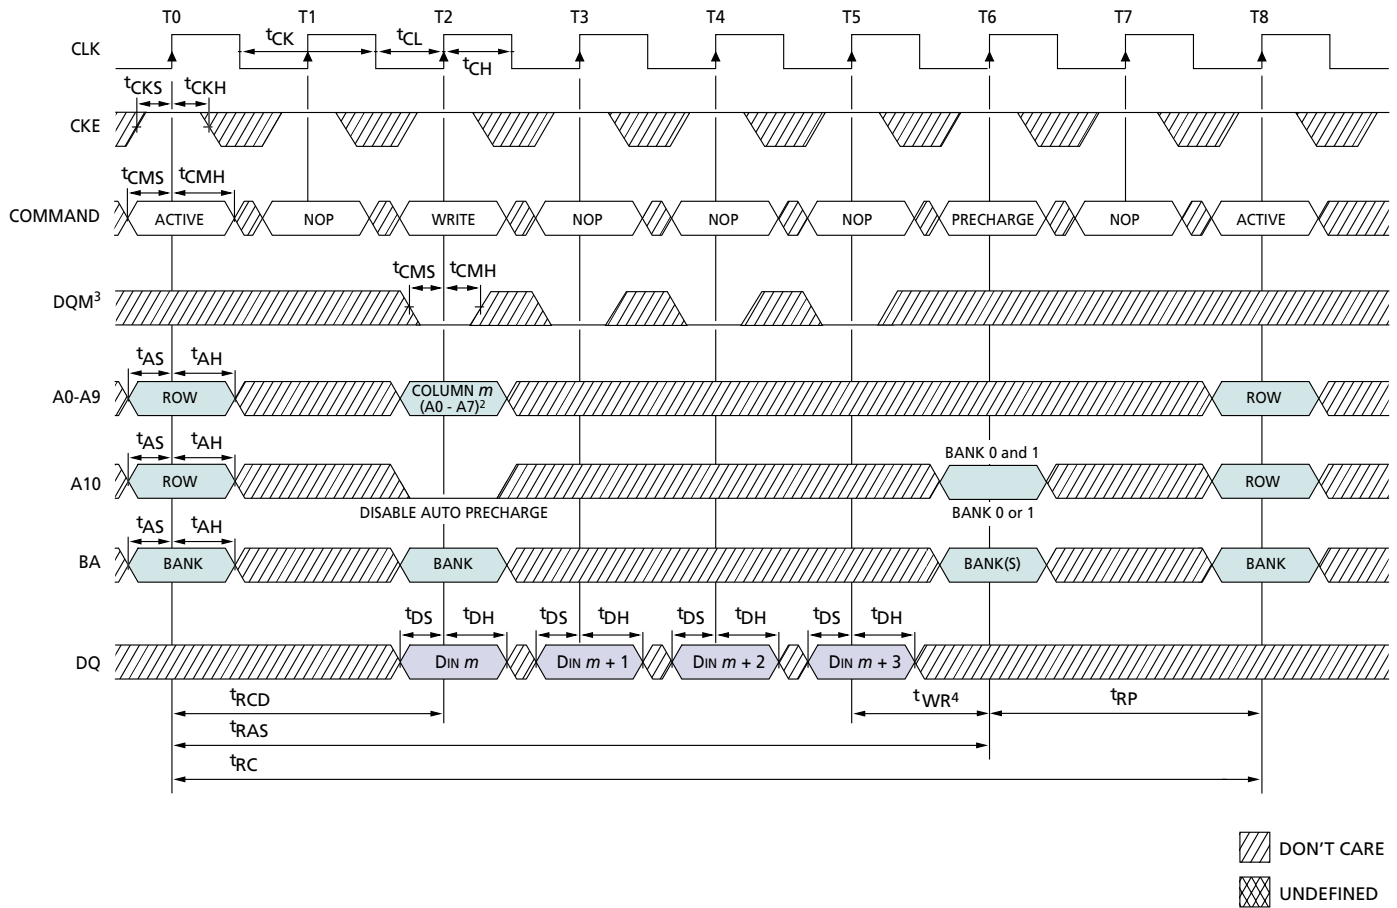 T0 T1 T2 T3 T4 T5 T6 T7 T8
CLK tCK tCL
tCH
tCKS tCKH
CKE
tCMS tCMH
COMMAND ACTIVE NOP WRITE NOP NOP NOP PRECHARGE NOP ACTIVE
tCMS tCMH
DQM3
tAS tAH
A0-A9 ROW COLUMN m ROW
(A0 - A7)2
tAS tAH
BANK 0 and 1
A10 ROW ROW
DISABLE AUTO PRECHARGE BANK 0 or 1
tAS tAH
BA BANK BANK BANK(S) BANK
tDS tDH tDS tDH tDS tDH tDS tDH
DQ DIN m DIN m + 1 DIN m + 2 DIN m + 3
tRCD tWR4 tRP
tRAS
tRC
DON'T CARE
UNDEFINED